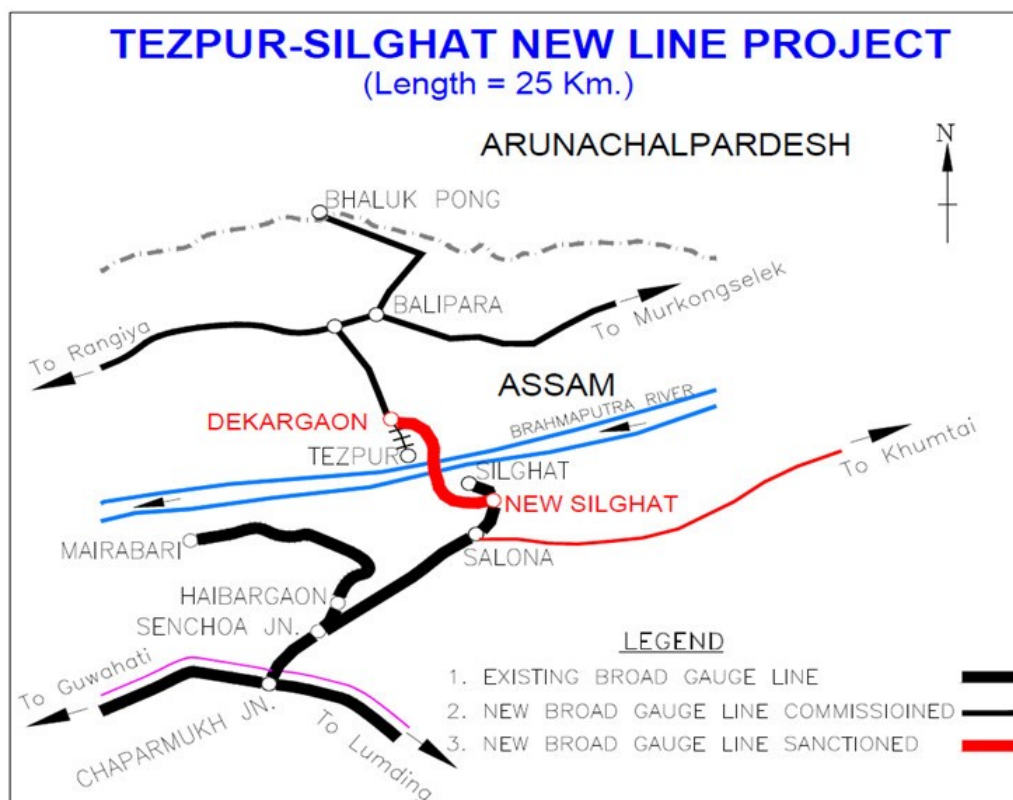 TEZPUR-SILGHAT NEW LINE PROJECT
(Length = 25 Km.)
ARUNACHALPARDESH
N
BHALUK PONG
BALIPARA
To Murkongselek
To Rangiya
ASSAM
BRAHMAPUTRA RIVER
DEKARGAON
TEZPUR
To Khumtai
SILGHAT
NEW SILGHAT
MAIRABARI
SALONA
HAIBARGAON
SENCHOA JN.
To Guwahati
CHAPARMUKH JN.
To Lumding
LEGEND
1. EXISTING BROAD GAUGE LINE
2. NEW BROAD GAUGE LINE COMMISSIOINED
3. NEW BROAD GAUGE LINE SANCTIONED